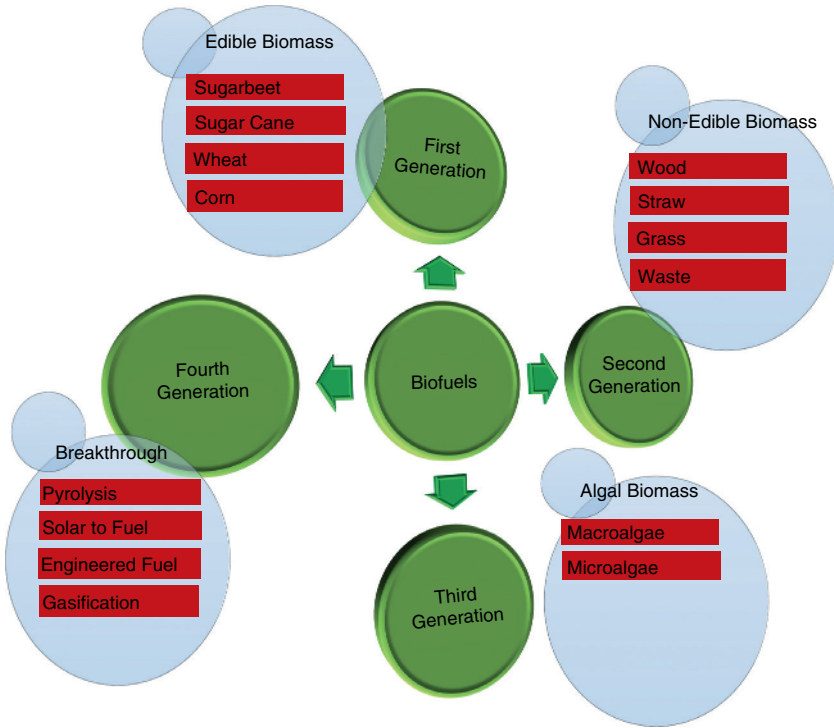 Edible Biomass
Sugarbeet
Sugar Cane
Wheat
Corn
First
Generation
Non-Edible Biomass
Wood
Straw
Grass
Waste
Fourth
Generation
Biofuels
Second
Generation
Breakthrough
Pyrolysis
Solar to Fuel
Engineered Fuel
Gasification
Algal Biomass
Macroalgae
Microalgae
Third
Generation